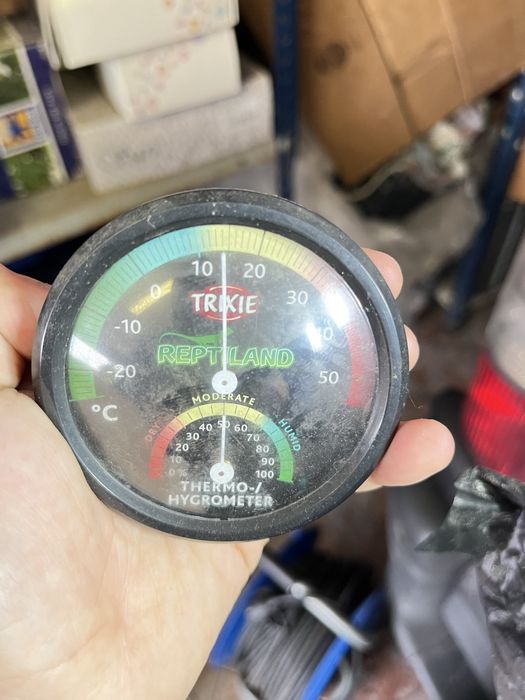 10 20
0 30
TRIXIE
-10 40
REPTILAND
-20 50
°C
MODERATE
DRY HUMID
40 50 60
30 70
20 80
10 90
0% 100
THERMO-/
HYGROMETER